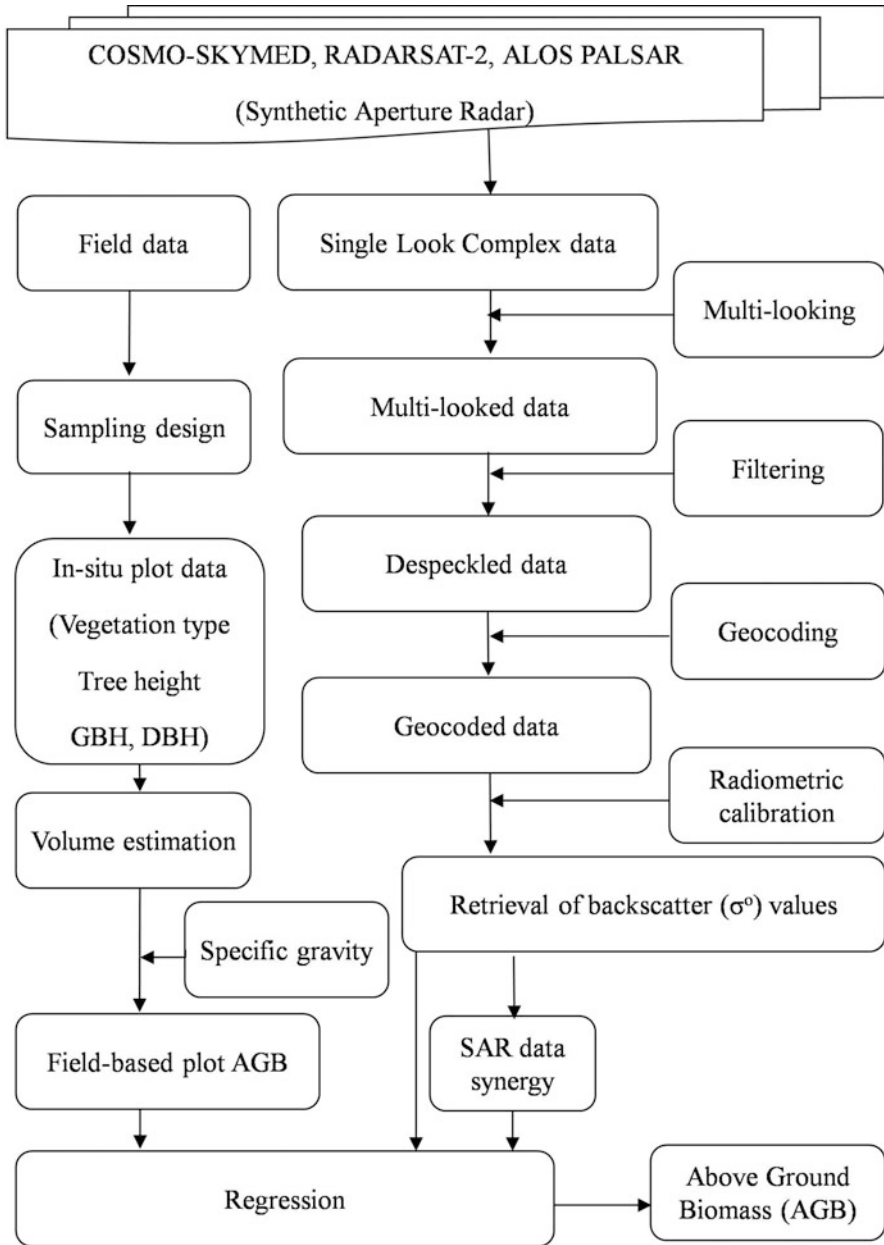 COSMO-SKYMED, RADARSAT-2, ALOS PALSAR
(Synthetic Aperture Radar)
Field data
Sampling design
In-situ plot data
(Vegetation type
Tree height
GBH, DBH)
Volume estimation
Specific gravity
Field-based plot AGB
Single Look Complex data
Multi-looking
Multi-looked data
Filtering
Despeckled data
Geocoding
Geocoded data
Radiometric
calibration
Retrieval of backscatter (σᵒ) values
SAR data
synergy
Regression
Above Ground
Biomass (AGB)